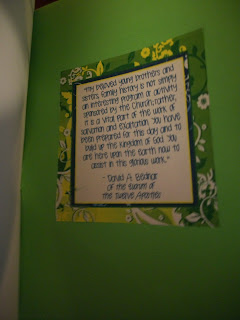 "My beloved young brothers and
sisters, family history is not simply
an interesting program or activity
sponsored by the Church; rather,
it is a vital part of the work of
salvation and exaltation. You have
been prepared for this day and to
build up the kingdom of God. You
are here upon this earth now to
assist in this glorious work."
- David A. Bednar
Of the Quorum of
the Twelve Apostles